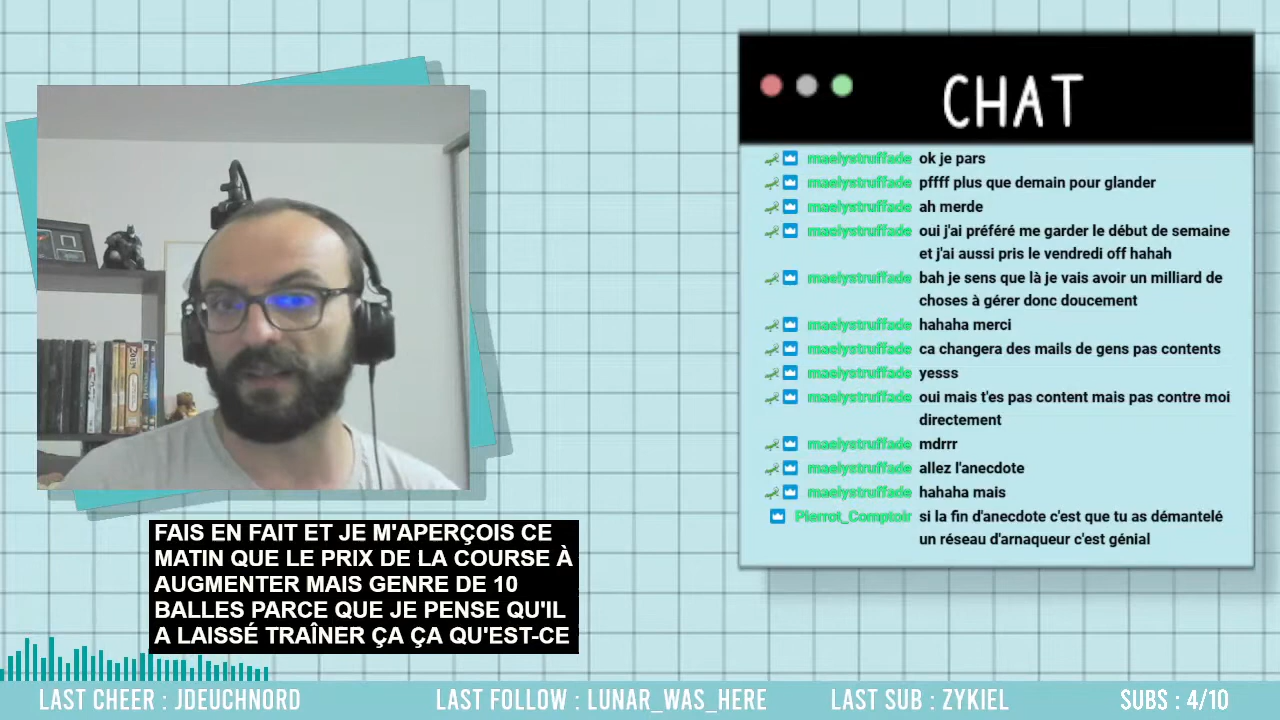 CHAT
maelystruffade ok je pars
maelystruffade pffff plus que demain pour glander
maelystruffade ah merde
maelystruffade oui j'ai préféré me garder le début de semaine
et j'ai aussi pris le vendredi off hahah
maelystruffade bah je sens que là je vais avoir un milliard de
choses à gérer donc doucement
maelystruffade hahaha merci
maelystruffade ca changera des mails de gens pas contents
maelystruffade yesss
maelystruffade oui mais t'es pas content mais pas contre moi
directement
maelystruffade mdrrr
maelystruffade allez l'anecdote
maelystruffade hahaha mais
Pierrot_Comptoir si la fin d'anecdote c'est que tu as démantelé
un réseau d'arnaqueur c'est génial
FAIS EN FAIT ET JE M'APERÇOIS CE
MATIN QUE LE PRIX DE LA COURSE À
AUGMENTER MAIS GENRE DE 10
BALLES PARCE QUE JE PENSE QU'IL
A LAISSÉ TRAÎNER ÇA ÇA QU'EST-CE
LAST CHEER : JDEUCHNORD
LAST FOLLOW : LUNAR_WAS_HERE
LAST SUB : ZYKIEL
SUBS : 4/10